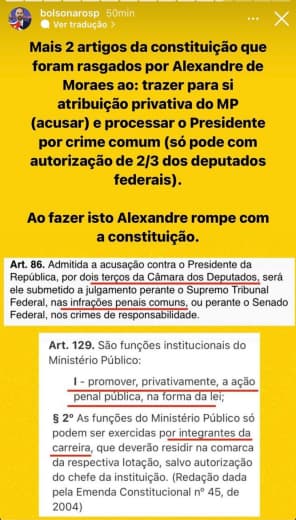 bolsonarosp 50min
Ver tradução >
Mais 2 artigos da constituição que
foram rasgados por Alexandre de
Moraes ao: trazer para si
atribuição privativa do MP
(acusar) e processar o Presidente
por crime comum (só pode com
autorização de 2/3 dos deputados
federais).
Ao fazer isto Alexandre rompe com
a constituição.
Art. 86. Admitida a acusação contra o Presidente da
República, por dois terços da Câmara dos Deputados, será
ele submetido a julgamento perante o Supremo Tribunal
Federal, nas infrações penais comuns, ou perante o Senado
Federal, nos crimes de responsabilidade.
Art. 129. São funções institucionais do
Ministério Público:
I - promover, privativamente, a ação
penal pública, na forma da lei;
§ 2º As funções do Ministério Público só
podem ser exercidas por integrantes da
carreira, que deverão residir na comarca
da respectiva lotação, salvo autorização
do chefe da instituição. (Redação dada
pela Emenda Constitucional nº 45, de
2004)